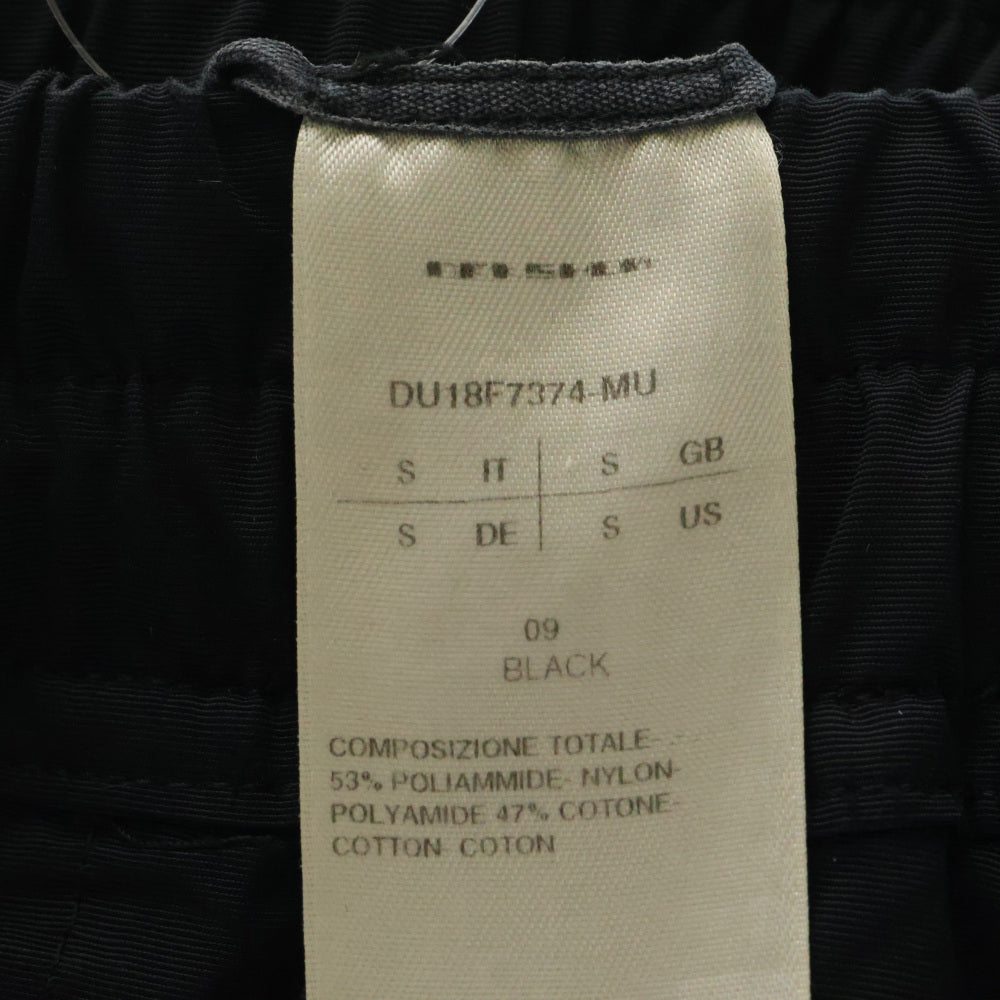 DU18F7374-MU
S IT S GB
S DE S US
09
BLACK
COMPOSIZIONE TOTALE-
53% POLIAMMIDE- NYLON-
POLYAMIDE 47% COTONE-
COTTON- COTON